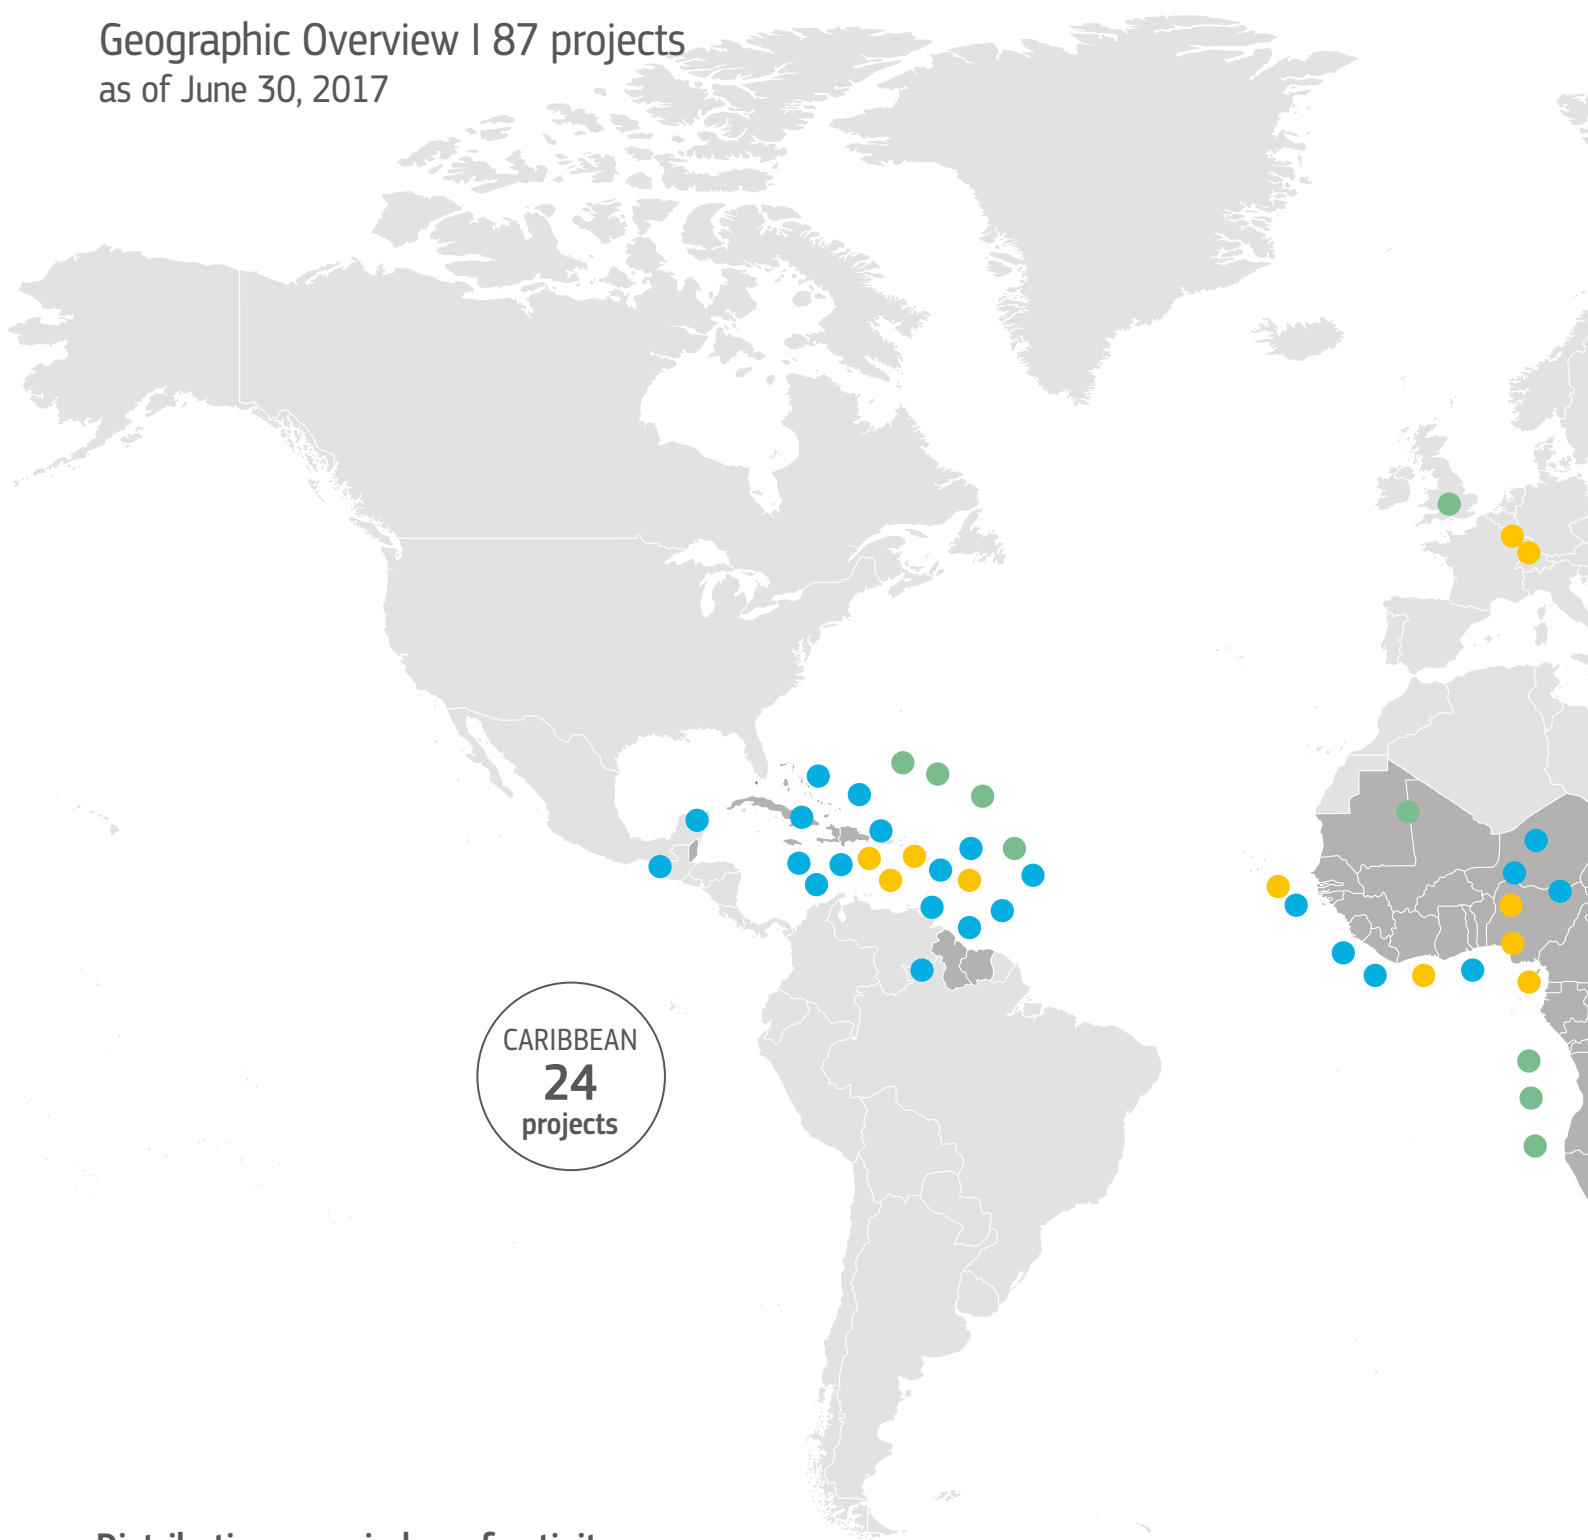 Geographic Overview I 87 projects
as of June 30, 2017
CARIBBEAN
24
projects